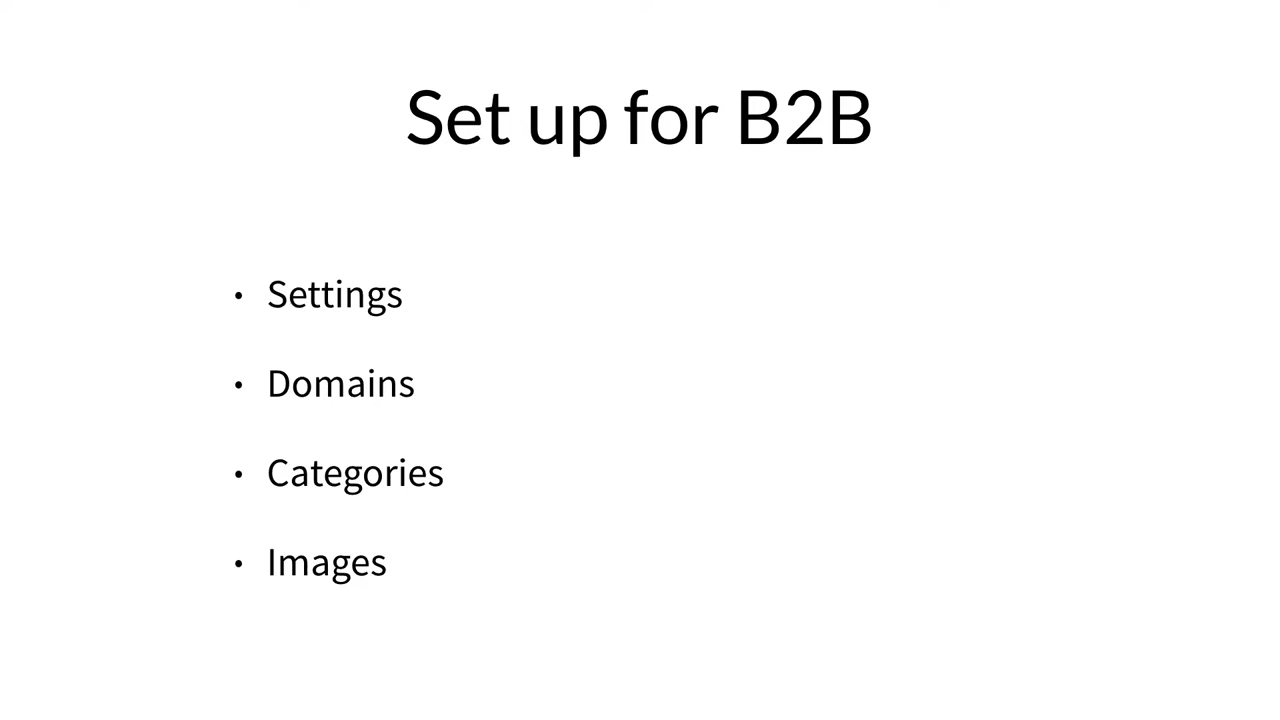 Set up for B2B
• Settings
• Domains
• Categories
• Images